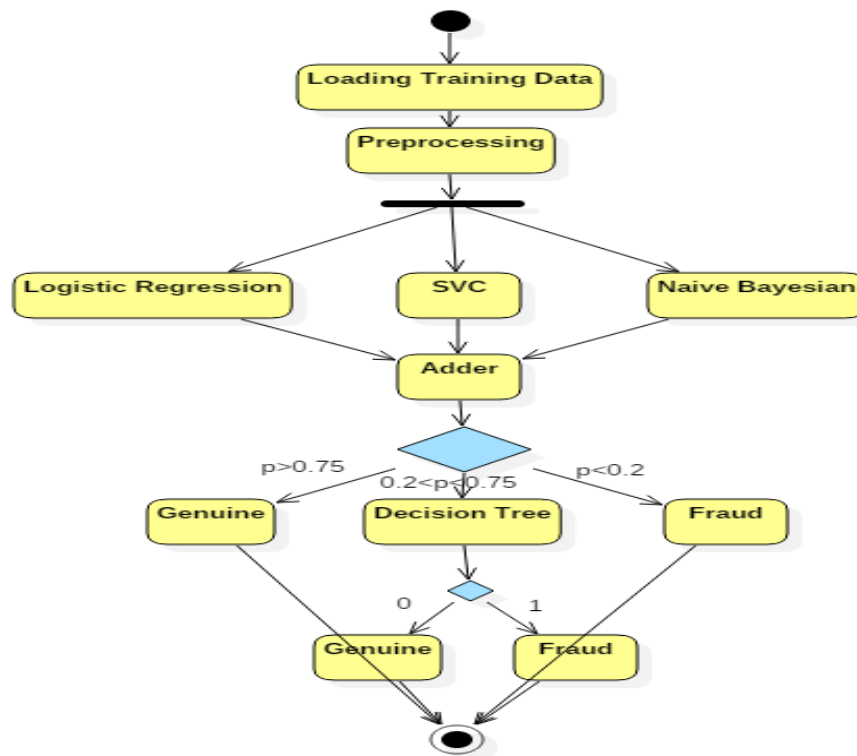 Loading Training Data
Preprocessing
Logistic Regression
SVC
Naive Bayesian
Adder
p>0.75
0.2<p<0.75
p<0.2
Genuine
Decision Tree
Fraud
0
1
Genuine
Fraud